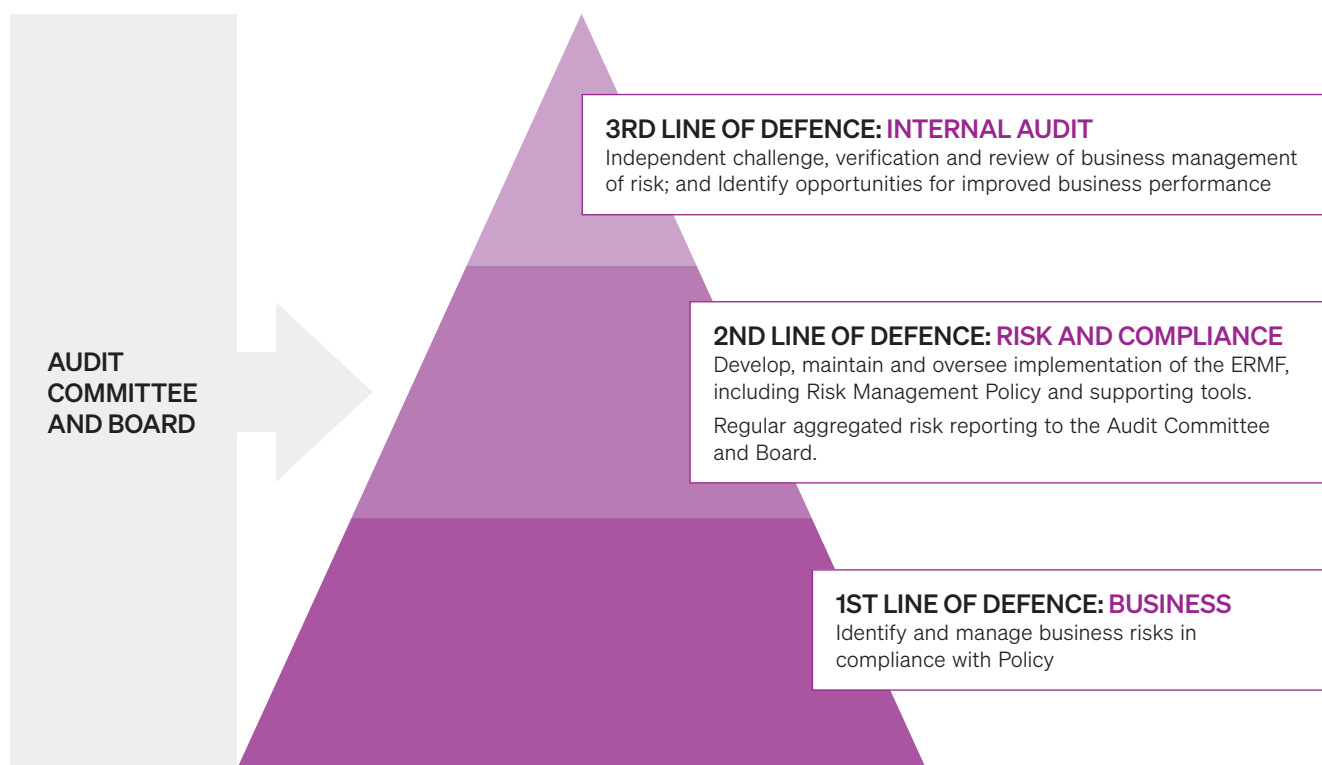 AUDIT
COMMITTEE
AND BOARD
3RD LINE OF DEFENCE: INTERNAL AUDIT
Independent challenge, verification and review of business management
of risk; and Identify opportunities for improved business performance
2ND LINE OF DEFENCE: RISK AND COMPLIANCE
Develop, maintain and oversee implementation of the ERMF,
including Risk Management Policy and supporting tools.
Regular aggregated risk reporting to the Audit Committee
and Board.
1ST LINE OF DEFENCE: BUSINESS
Identify and manage business risks in
compliance with Policy